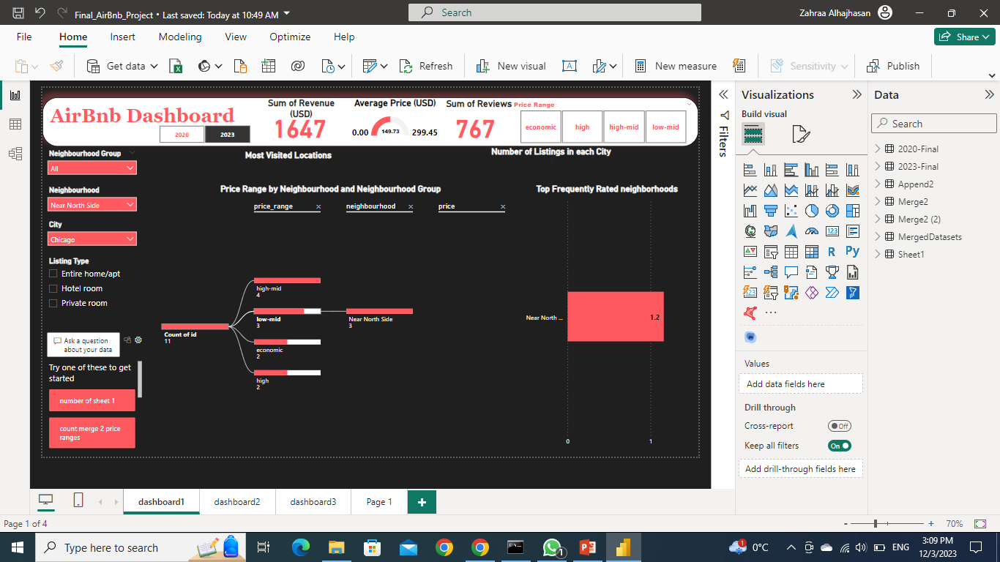 Final_AirBnb_Project • Last saved: Today at 10:49 AM
Search
Zahraa Alhajhasan
File Home Insert Modeling View Optimize Help
Share
Get data
Refresh
New visual
New measure
Sensitivity
Publish
AirBnb Dashboard
2020 2023
Sum of Revenue
(USD)
1647
Average Price (USD)
0.00 149.73 299.45
Sum of Reviews
767
Price Range
economic high high-mid low-mid
Neighbourhood Group
All
Neighbourhood
Near North Side
City
Chicago
Listing Type
Entire home/apt
Hotel room
Private room
Ask a question
about your data
Try one of these to get
started
number of sheet 1
count merge 2 price
ranges
Most Visited Locations
Number of Listings in each City
Price Range by Neighbourhood and Neighbourhood Group
price_range × neighbourhood × price ×
Count of id
11
high-mid
4
low-mid
3
economic
2
high
2
Near North Side
3
Top Frequently Rated neighborhoods
Near North ...
1.2
0 1
Filters
Visualizations
Build visual
123
R
Py
123
...
Values
Add data fields here
Drill through
Cross-report
Off
Keep all filters
On
Add drill-through fields here
Data
Search
2020-Final
2023-Final
Append2
Merge2
Merge2 (2)
MergedDatasets
Sheet1
dashboard1 dashboard2 dashboard3 Page 1 +
Page 1 of 4
- + 70%
Type here to search
1
1
0°C
ENG
3:09 PM
12/3/2023